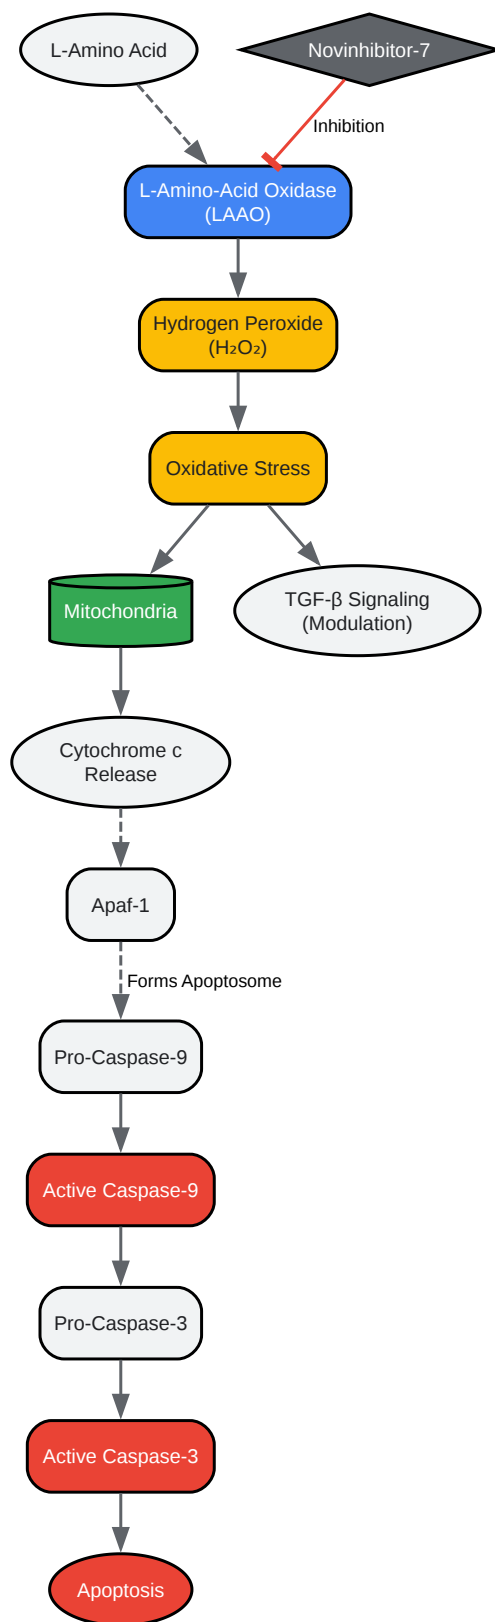 L-Amino Acid
Novinhibitor-7
Inhibition
L-Amino-Acid Oxidase
(LAAO)
Hydrogen Peroxide
(H₂O₂)
Oxidative Stress
Mitochondria
TGF-β Signaling
(Modulation)
Cytochrome c
Release
Apaf-1
Forms Apoptosome
Pro-Caspase-9
Active Caspase-9
Pro-Caspase-3
Active Caspase-3
Apoptosis